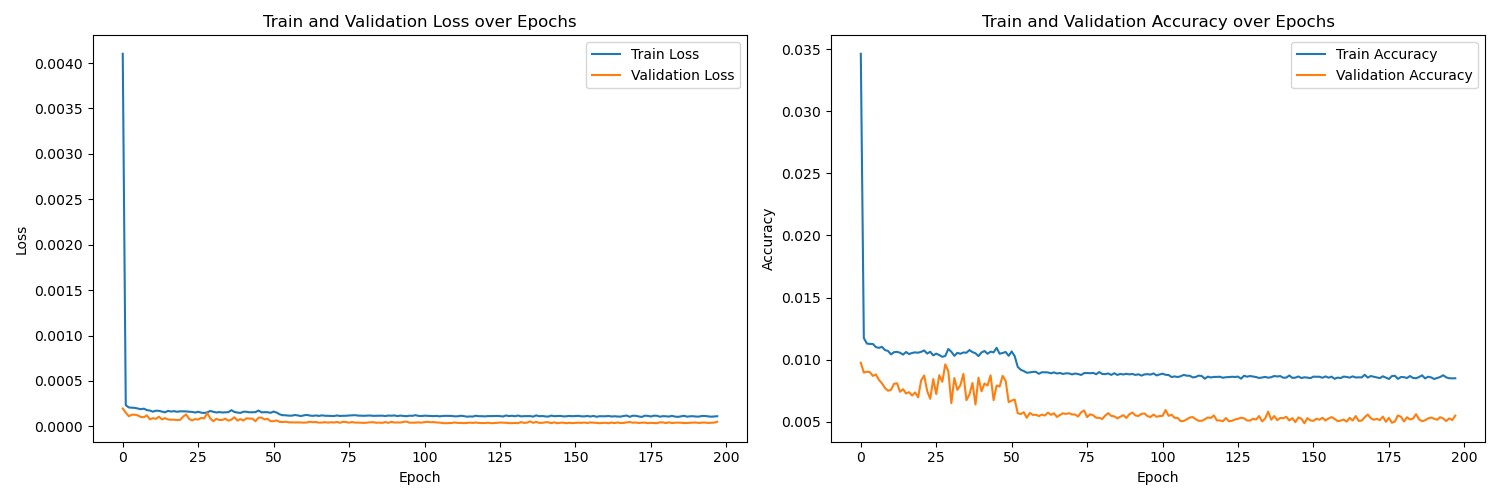 Train and Validation Loss over Epochs
Train Loss
Validation Loss
0.0040
0.0035
0.0030
0.0025
0.0020
0.0015
0.0010
0.0005
0.0000
Loss
0 25 50 75 100 125 150 175 200
Epoch
Train and Validation Accuracy over Epochs
Train Accuracy
Validation Accuracy
0.035
0.030
0.025
0.020
0.015
0.010
0.005
Accuracy
0 25 50 75 100 125 150 175 200
Epoch